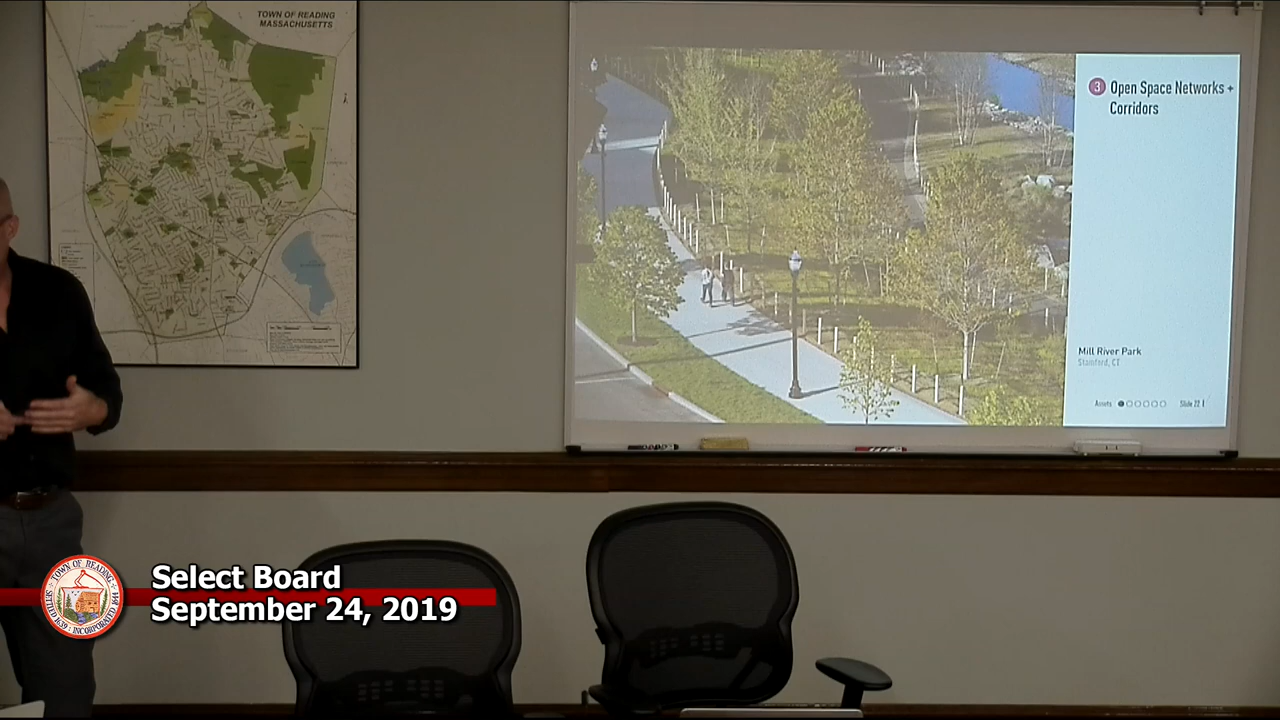 TOWN OF READING
MASSACHUSETTS
3 Open Space Networks +
Corridors
Mill River Park
Stamford, CT
Assets
Slide 22
TOWN OF READING
SETTLED 1639 · INCORPORATED 1644
Select Board
September 24, 2019